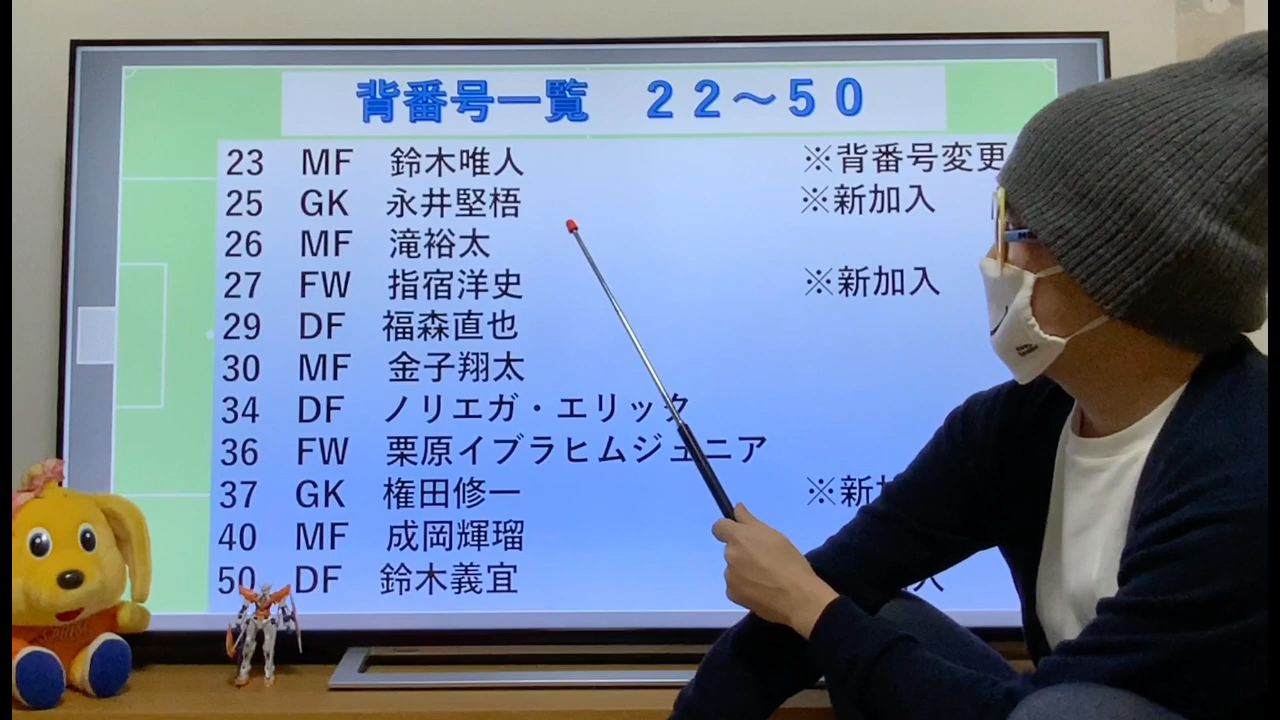 背番号一覧　２２～５０
23 MF 鈴木唯人 ※背番号変更
25 GK 永井堅梧 ※新加入
26 MF 滝裕太
27 FW 指宿洋史 ※新加入
29 DF 福森直也
30 MF 金子翔太
34 DF ノリエガ・エリック
36 FW 栗原イブラヒムジュニア
37 GK 権田修一 ※新加
40 MF 成岡輝瑠
50 DF 鈴木義宜 入